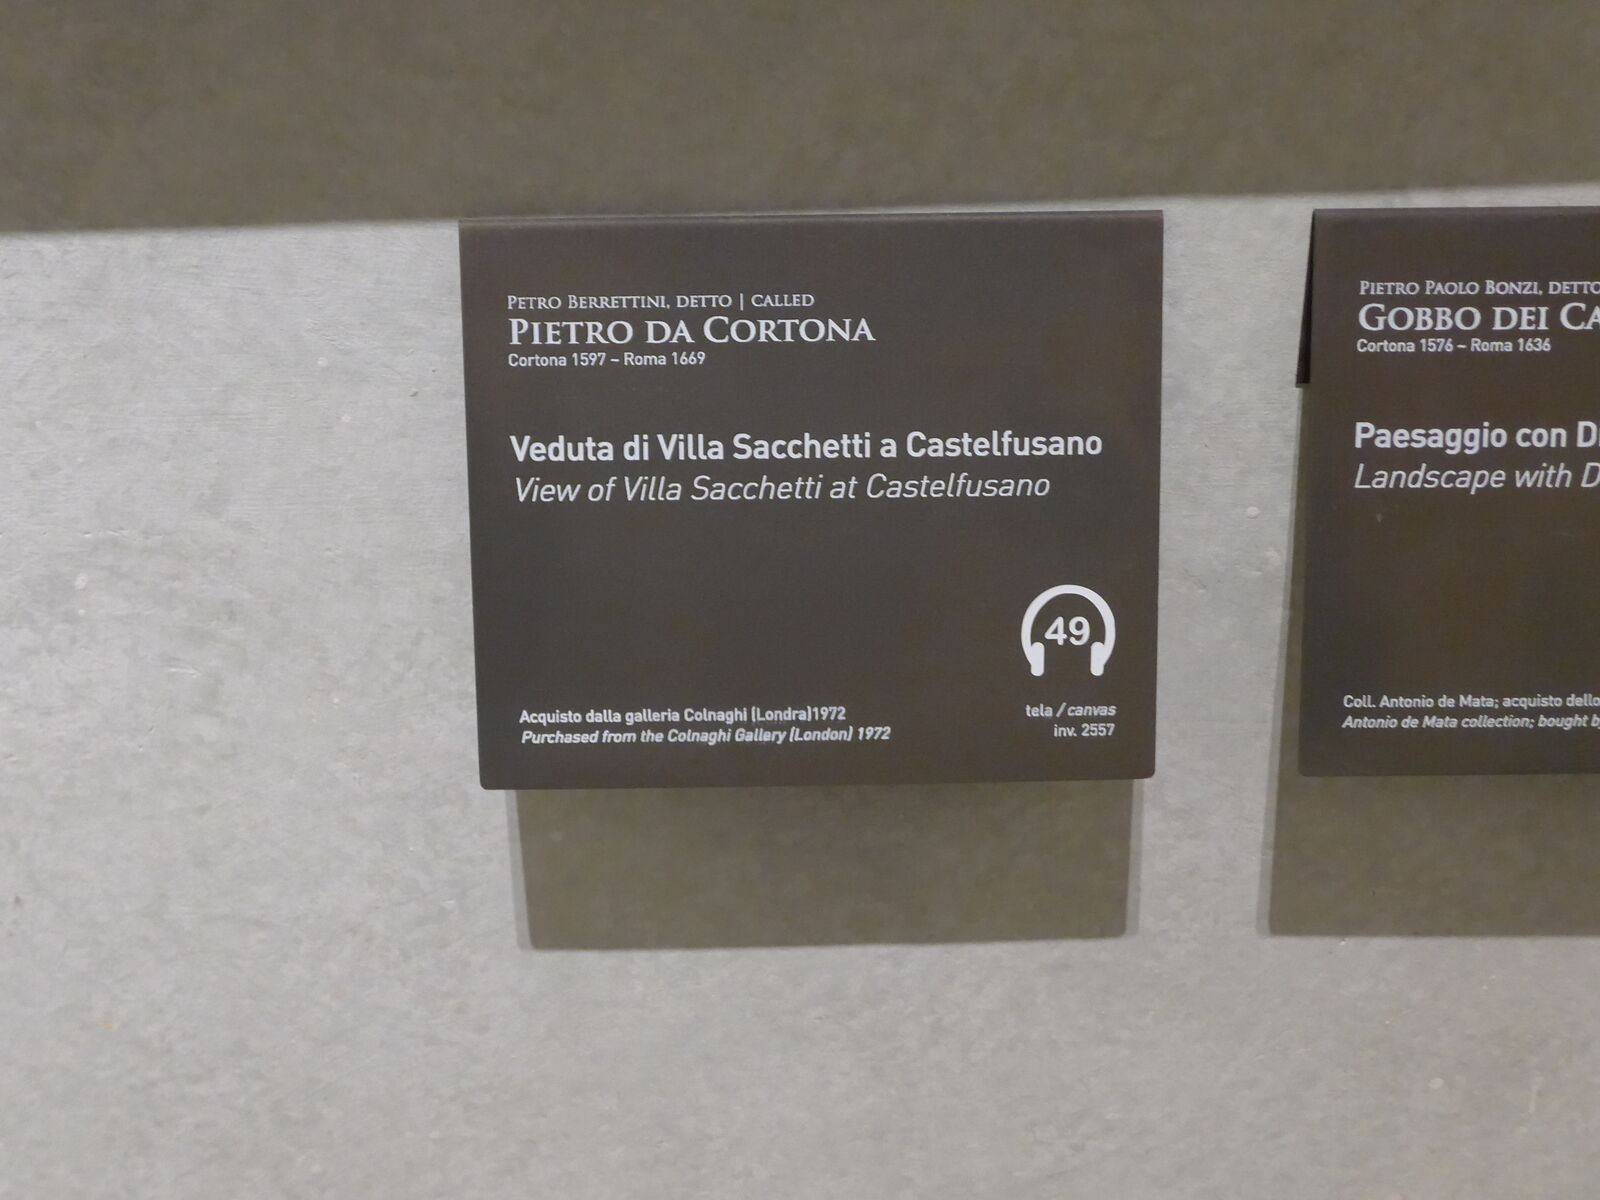 PETRO BERRETTINI, DETTO | CALLED
PIETRO DA CORTONA
Cortona 1597 – Roma 1669
Veduta di Villa Sacchetti a Castelfusano
View of Villa Sacchetti at Castelfusano
49
Acquisto dalla galleria Colnaghi (Londra)1972
Purchased from the Colnaghi Gallery (London) 1972
tela / canvas
inv. 2557
PIETRO PAOLO BONZI, DETTO
GOBBO DEI
Cortona 1576 – Roma 1636
Paesaggio con
Landscape with
Coll. Antonio de Mata; acquisto dello
Antonio de Mata collection; bought